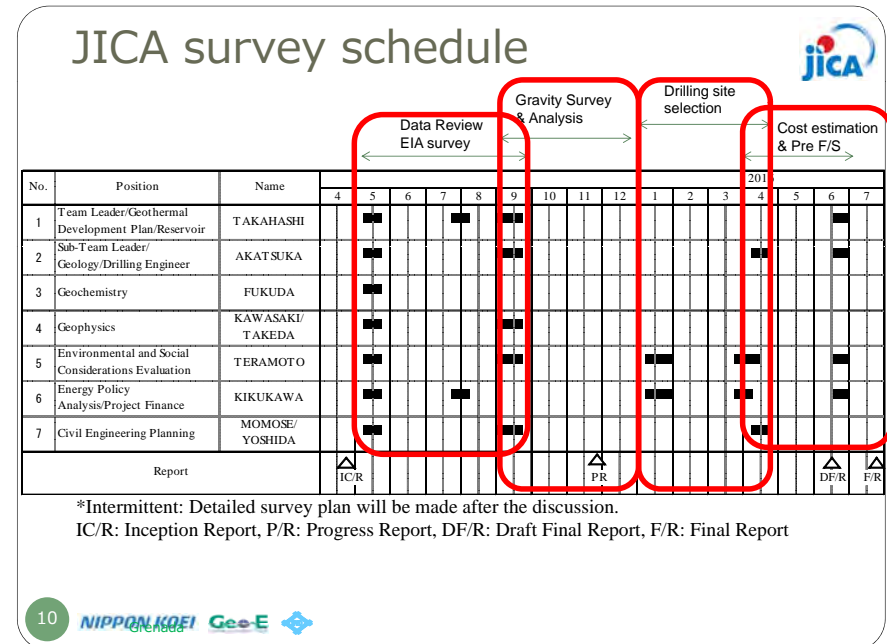 JICA survey schedule
jicA
Gravity Survey
& Analysis
Drilling site
selection
Data Review
EIA survey
Cost estimation
& Pre F/S
No. Position Name
4 5 6 7 8 9 10 11 12 1 2 3 4 5 6 7
1 Team Leader/Geothermal
Development Plan/Reservoir TAKAHASHI
2 Sub-Team Leader/
Geology/Drilling Engineer AKATSUKA
3 Geochemistry FUKUDA
4 Geophysics KAWASAKI/
TAKEDA
5 Environmental and Social
Considerations Evaluation TERAMOTO
6 Energy Policy
Analysis/Project Finance KIKUKAWA
7 Civil Engineering Planning MOMOSE/
YOSHIDA
Report IC/R PR DF/R F/R
*Intermittent: Detailed survey plan will be made after the discussion.
IC/R: Inception Report, P/R: Progress Report, DF/R: Draft Final Report, F/R: Final Report
10 NIPPON KOEI Geo-E
Grenada